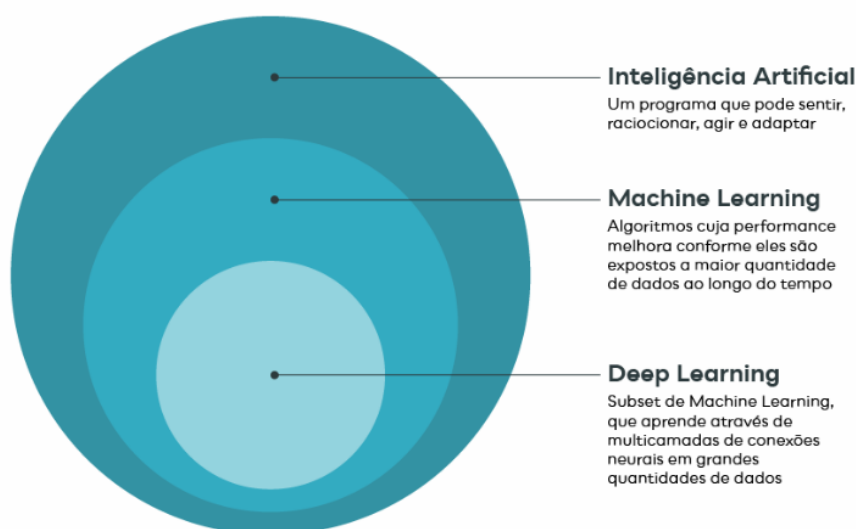 Inteligência Artificial
Um programa que pode sentir,
raciocionar, agir e adaptar
Machine Learning
Algoritmos cuja performance
melhora conforme eles são
expostos a maior quantidade
de dados ao longo do tempo
Deep Learning
Subset de Machine Learning,
que aprende através de
multicamadas de conexões
neurais em grandes
quantidades de dados